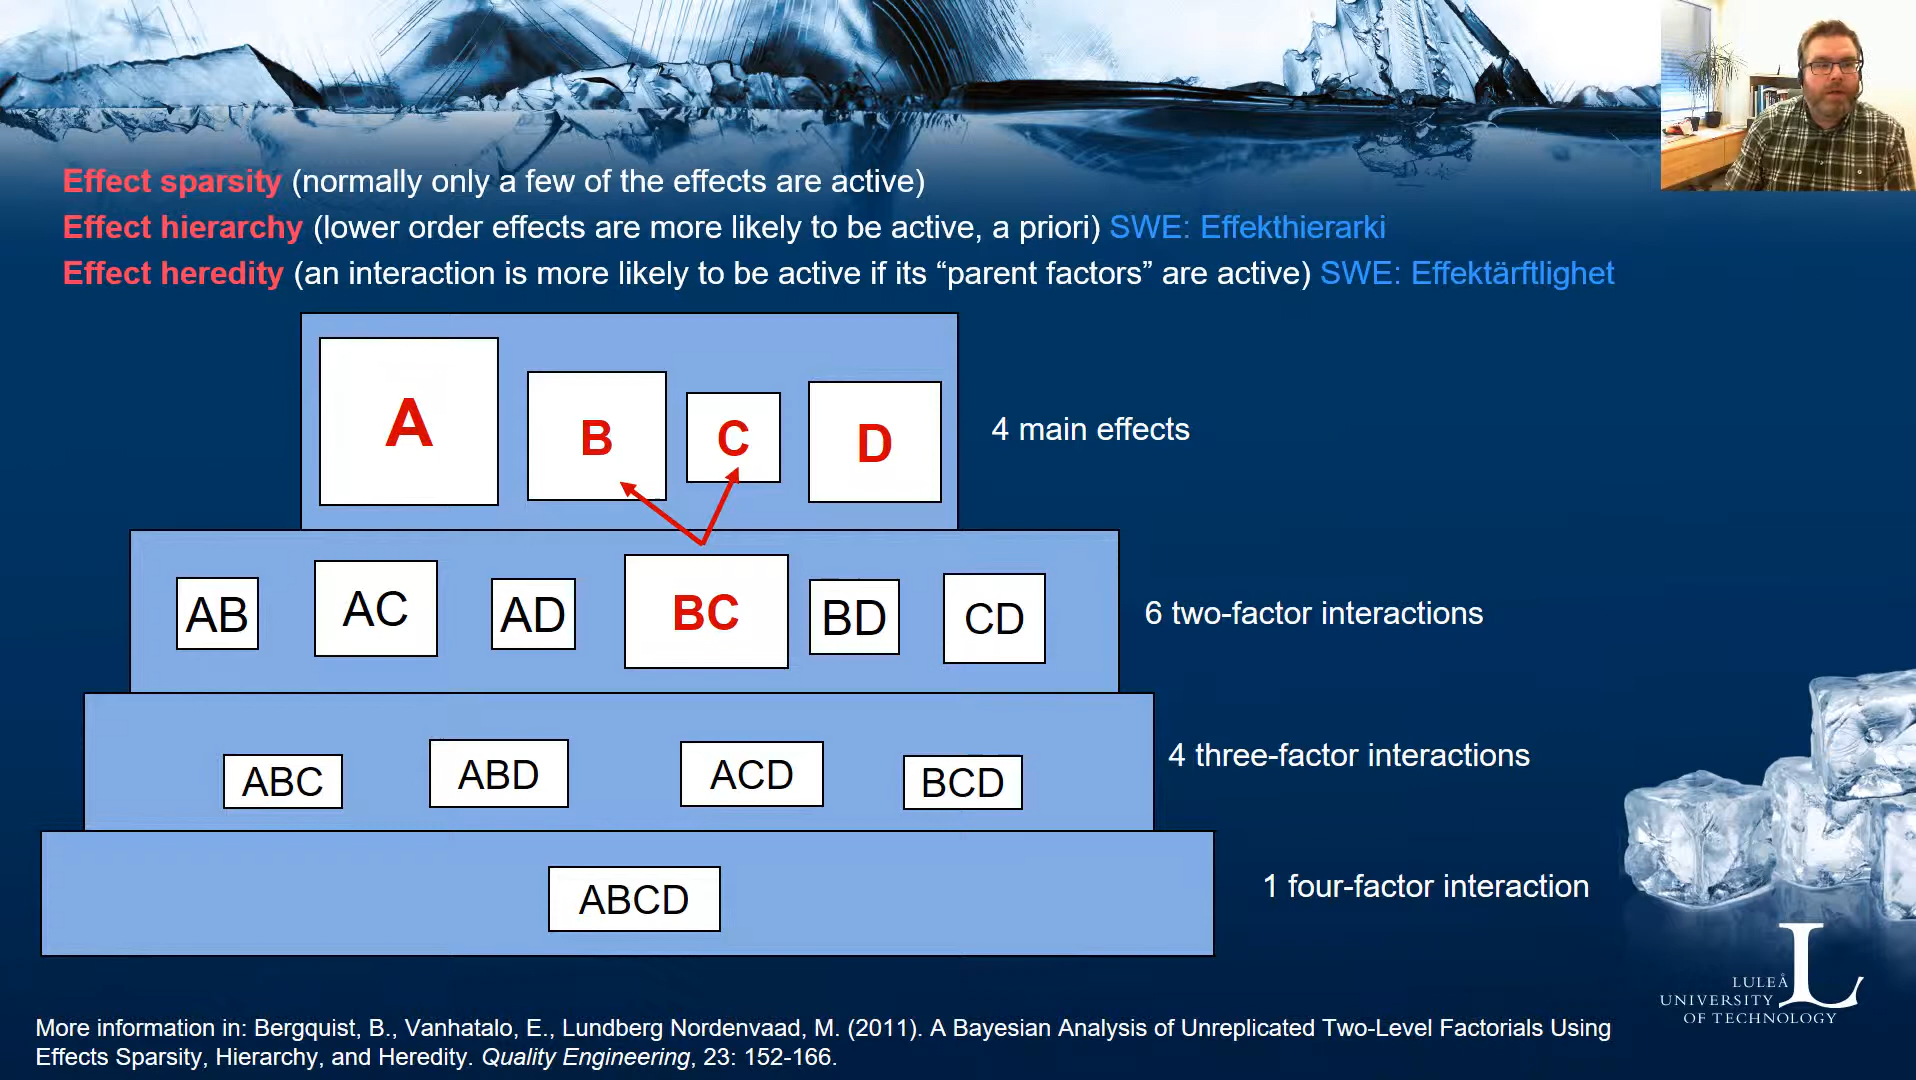 Effect sparsity (normally only a few of the effects are active)
Effect hierarchy (lower order effects are more likely to be active, a priori) SWE: Effekthierarki
Effect heredity (an interaction is more likely to be active if its “parent factors” are active) SWE: Effektärftlighet
A B C D
4 main effects
AB AC AD BC BD CD
6 two-factor interactions
ABC ABD ACD BCD
4 three-factor interactions
ABCD
1 four-factor interaction
L
LULEÅ
UNIVERSITY
OF TECHNOLOGY
More information in: Bergquist, B., Vanhatalo, E., Lundberg Nordenvaad, M. (2011). A Bayesian Analysis of Unreplicated Two-Level Factorials Using
Effects Sparsity, Hierarchy, and Heredity. Quality Engineering, 23: 152-166.